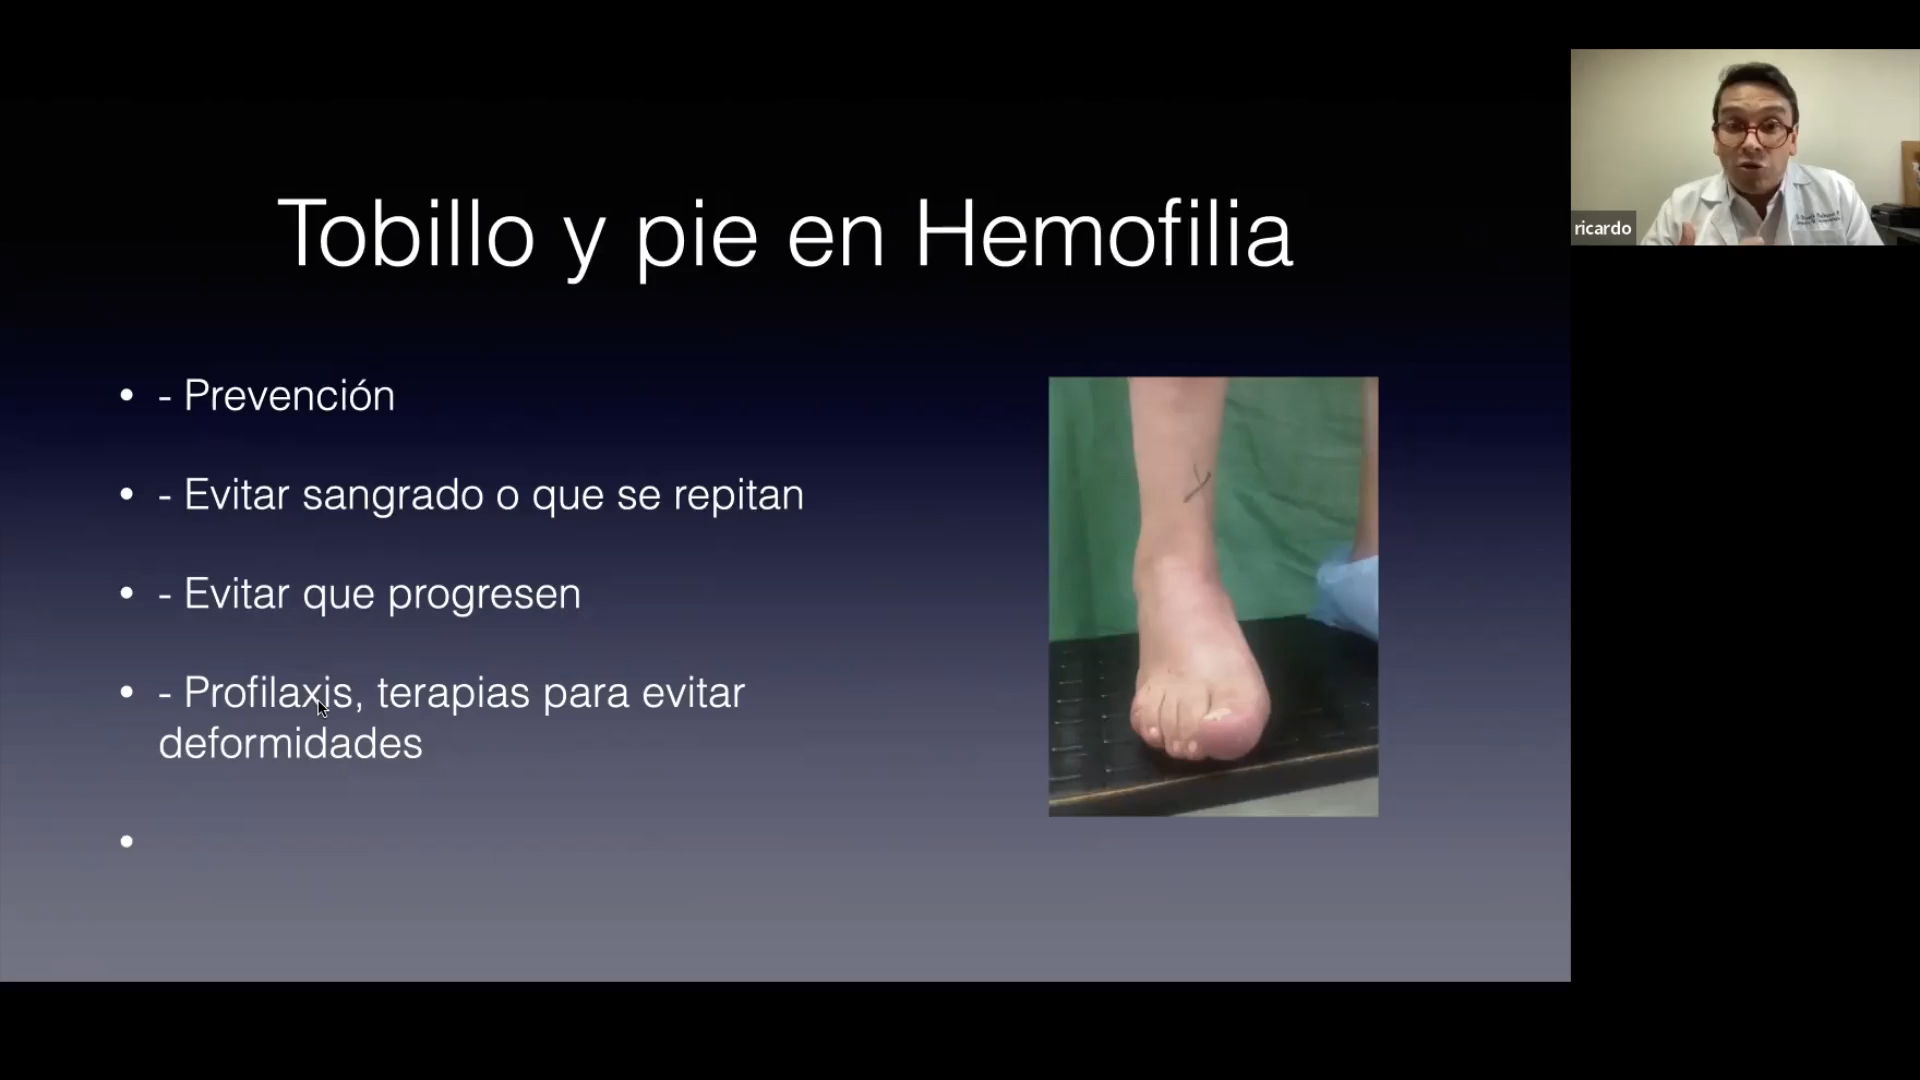 Tobillo y pie en Hemofilia
• - Prevención
• - Evitar sangrado o que se repitan
• - Evitar que progresen
• - Profilaxis, terapias para evitar
deformidades
•
ricardo